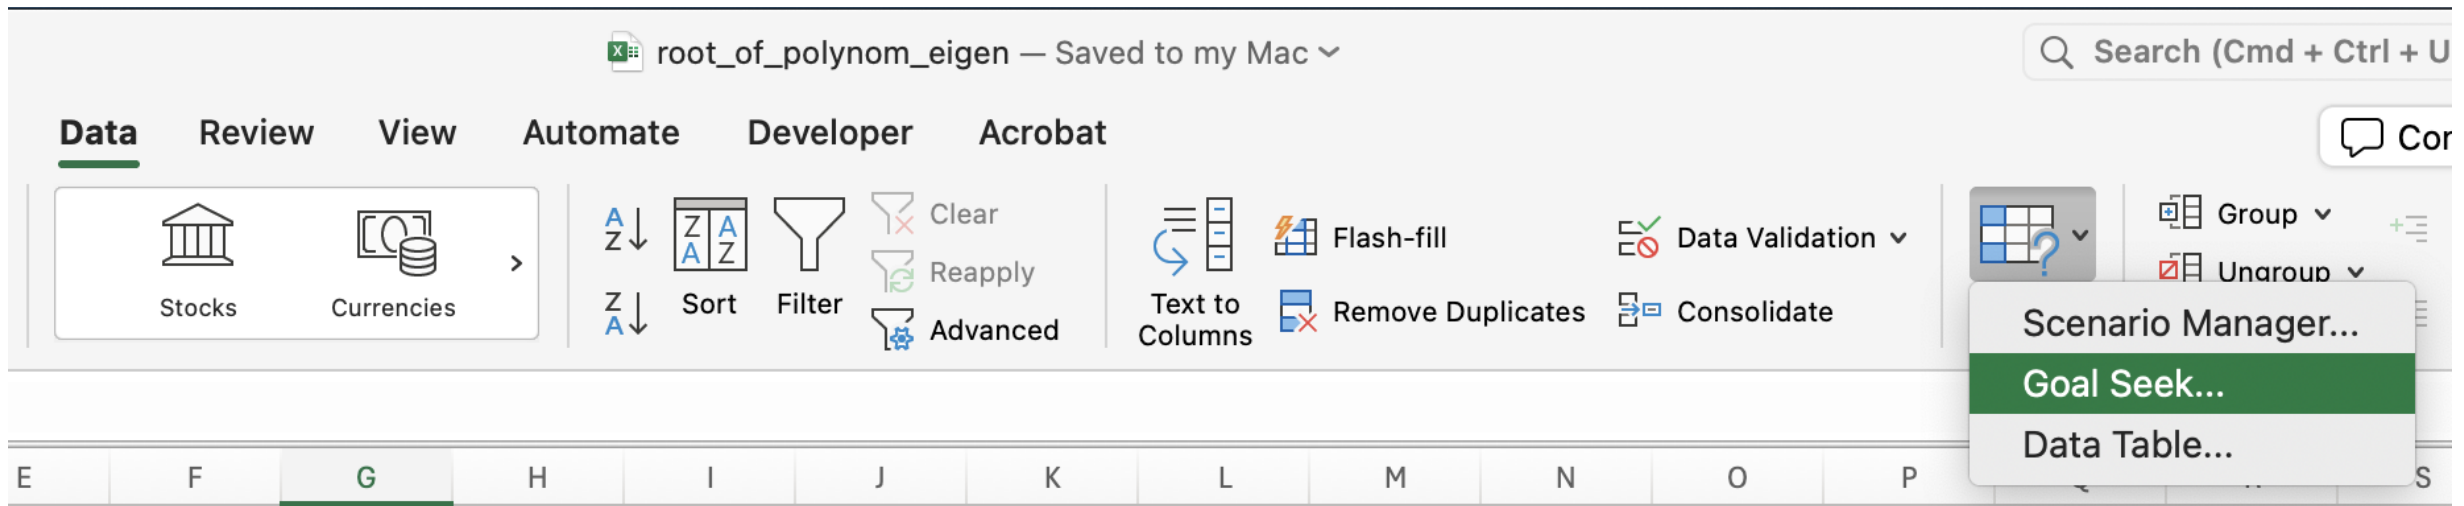 root_of_polynom_eigen — Saved to my Mac
Search (Cmd + Ctrl + U
Data Review View Automate Developer Acrobat
Stocks
Currencies
Sort
Filter
Clear
Reapply
Advanced
Text to
Columns
Flash-fill
Remove Duplicates
Data Validation
Consolidate
Group
Ungroup
Scenario Manager...
Goal Seek...
Data Table...
E F G H I J K L M N O P S